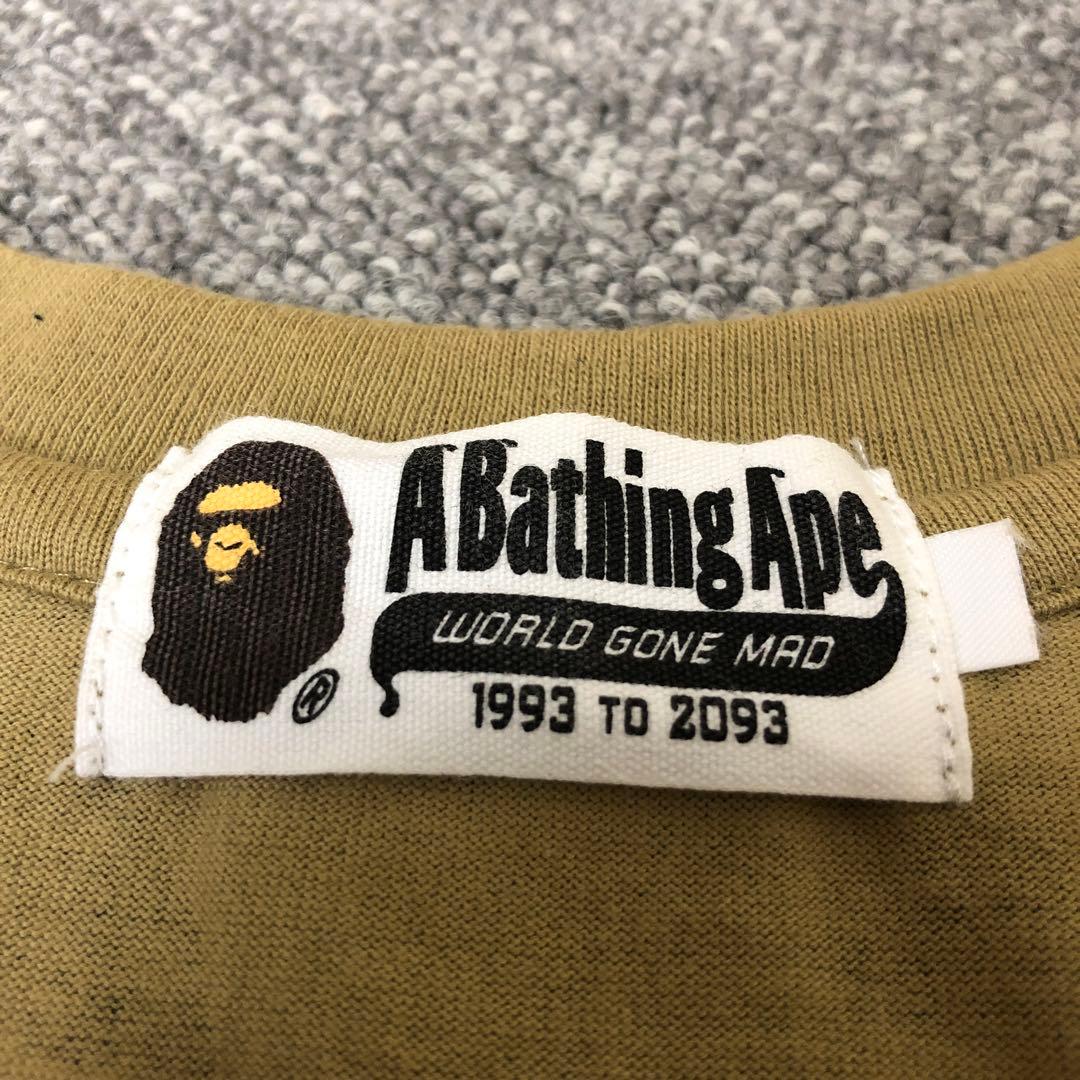 A Bathing Ape
WORLD GONE MAD
®
1993 TO 2093